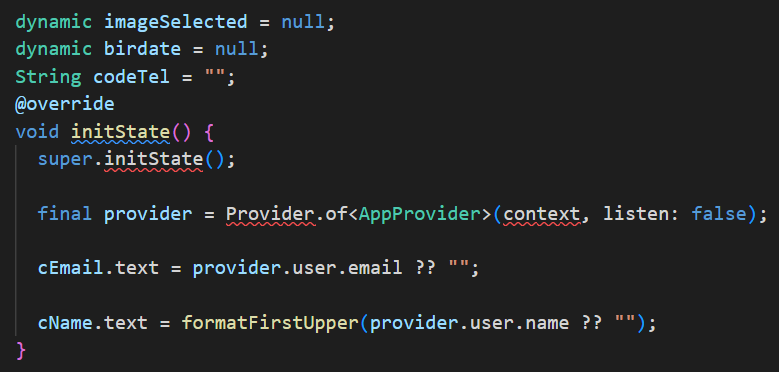 dynamic imageSelected = null;
dynamic birdate = null;
String codeTel = "";
@override
void initState() {
super.initState();
final provider = Provider.of<AppProvider>(context, listen: false);
cEmail.text = provider.user.email ?? "";
cName.text = formatFirstUpper(provider.user.name ?? "");
}